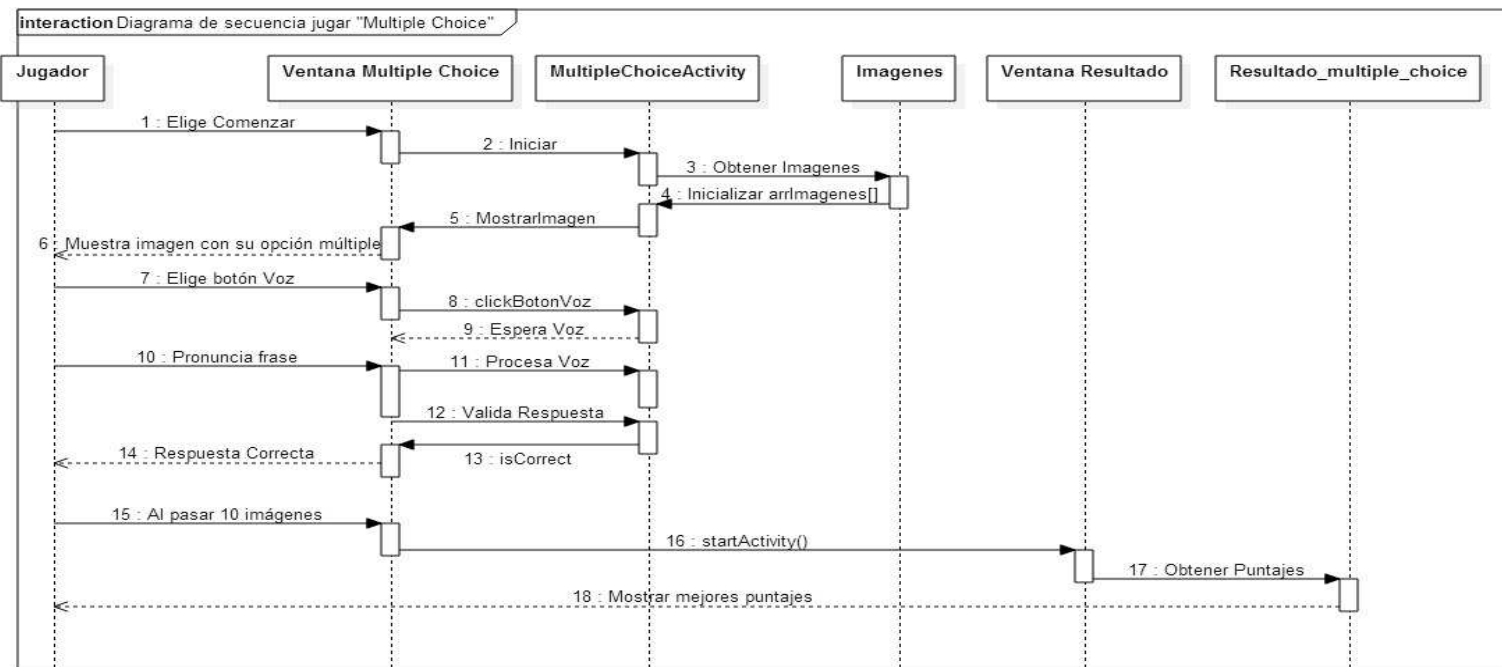 interaction Diagrama de secuencia jugar "Multiple Choice"
Jugador
Ventana Multiple Choice
MultipleChoiceActivity
Imagenes
Ventana Resultado
Resultado_multiple_choice
1 : Elige Comenzar
2 : Iniciar
3 : Obtener Imagenes
4 : Inicializar arrImagenes[]
5 : MostrarImagen
6 : Muestra imagen con su opción múltiple
7 : Elige botón Voz
8 : clickBotonVoz
9 : Espera Voz
10 : Pronuncia frase
11 : Procesa Voz
12 : Valida Respuesta
13 : isCorrect
14 : Respuesta Correcta
15 : Al pasar 10 imágenes
16 : startActivity()
17 : Obtener Puntajes
18 : Mostrar mejores puntajes